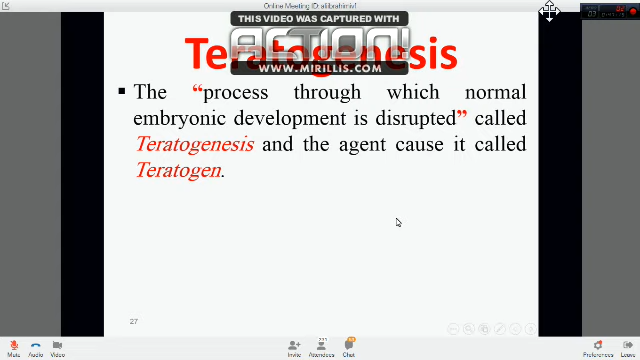 Online Meeting ID: aliibrahimivf
THIS VIDEO WAS CAPTURED WITH
ACTION!
WWW.MIRILLIS.COM
Teratogenesis
▪ The “process through which normal
embryonic development is disrupted” called
Teratogenesis and the agent cause it called
Teratogen.
27
Mute
Audio
Video
Invite
Attendees
Chat
Preferences
Leave